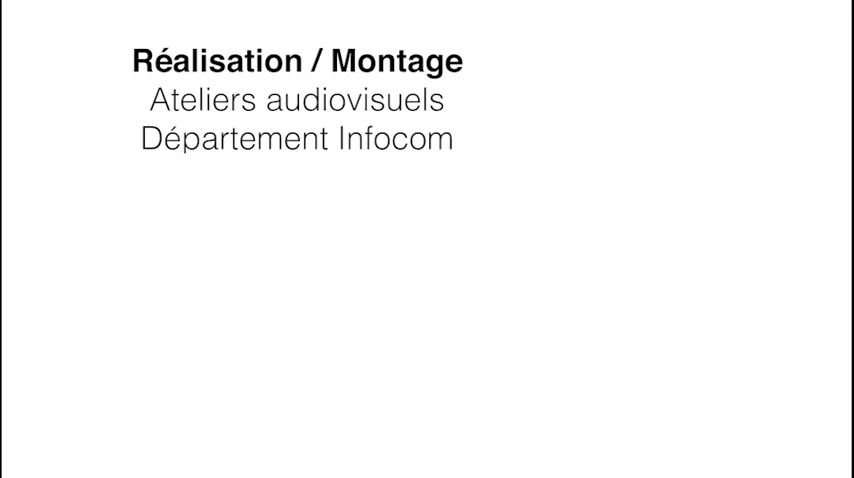 Réalisation / Montage
Ateliers audiovisuels
Département Infocom